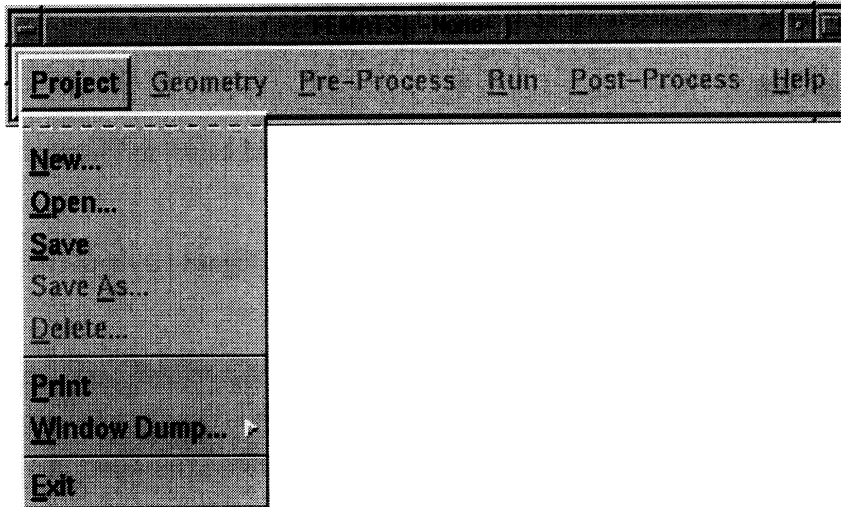 Project Geometry Pre-Process Run Post-Process Help
New...
Open...
Save
Save As...
Delete...
Print
Window Dump...
Exit